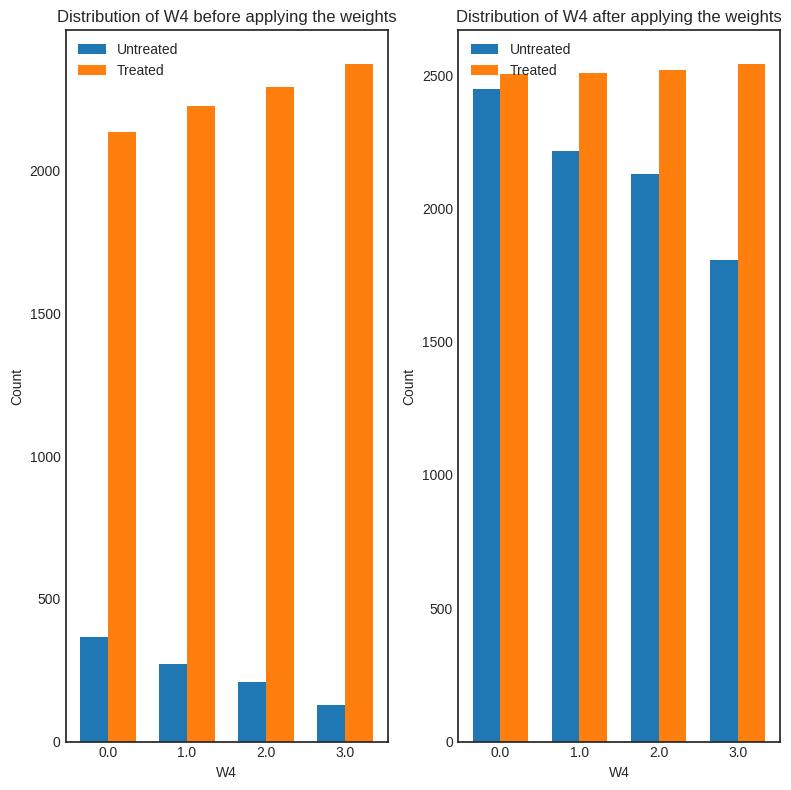 Distribution of W4 before applying the weights
Untreated
Treated
2000
1500
1000
500
0
Count
0.0 1.0 2.0 3.0
W4
Distribution of W4 after applying the weights
Untreated
Treated
2500
2000
1500
1000
500
0
Count
0.0 1.0 2.0 3.0
W4